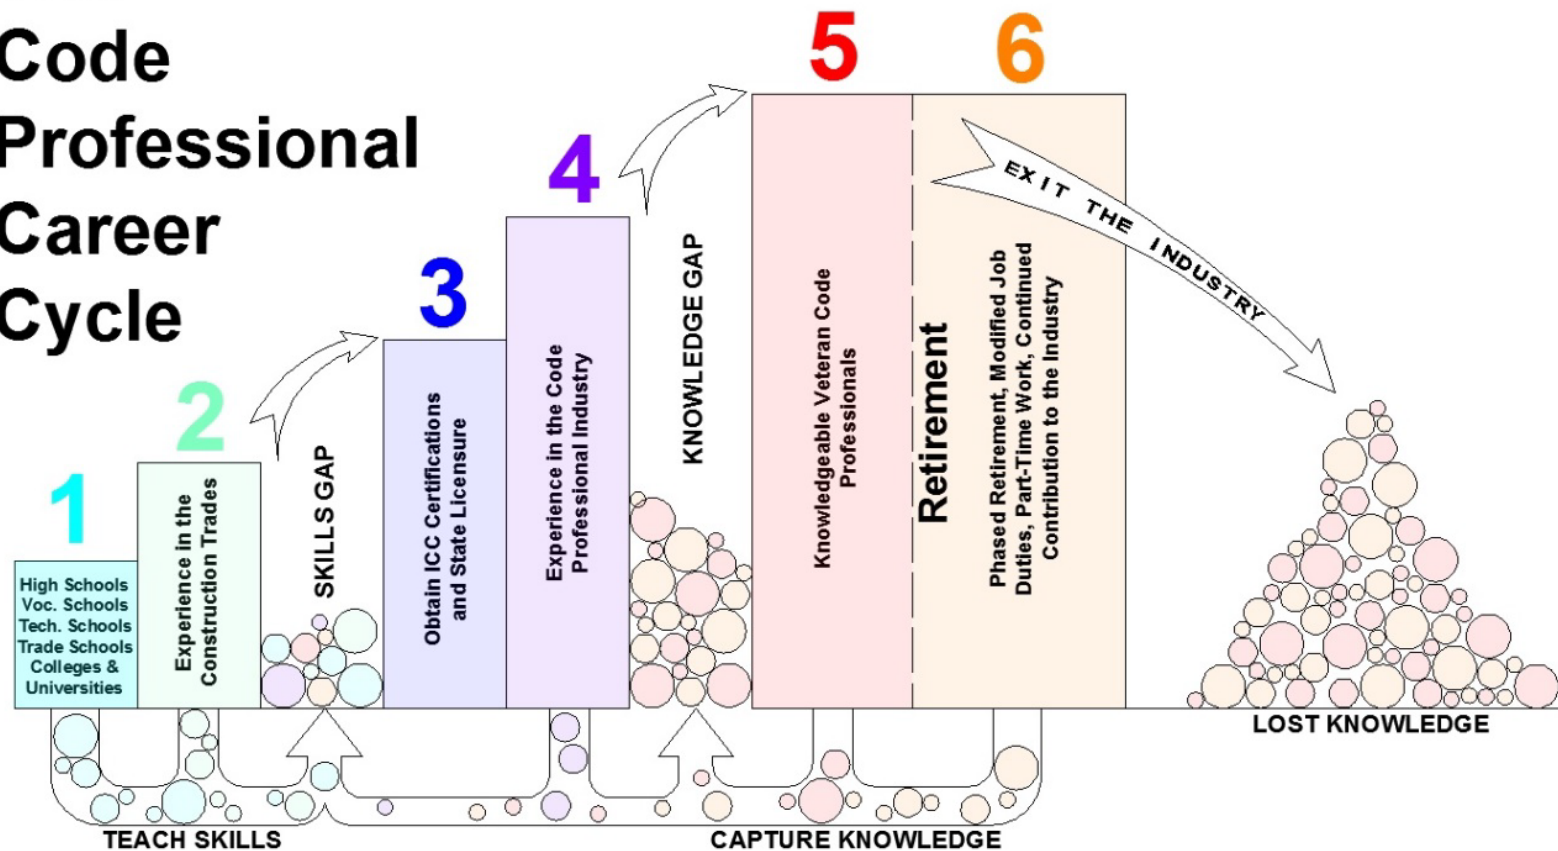 Code
Professional
Career
Cycle
1
High Schools
Voc. Schools
Tech. Schools
Trade Schools
Colleges &
Universities
2
Experience in the
Construction Trades
SKILLS GAP
3
Obtain ICC Certifications
and State Licensure
4
Experience in the Code
Professional Industry
KNOWLEDGE GAP
5
Knowledgeable Veteran Code
Professionals
6
Retirement
Phased Retirement, Modified Job
Duties, Part-Time Work, Continued
Contribution to the Industry
EXIT THE INDUSTRY
LOST KNOWLEDGE
TEACH SKILLS
CAPTURE KNOWLEDGE